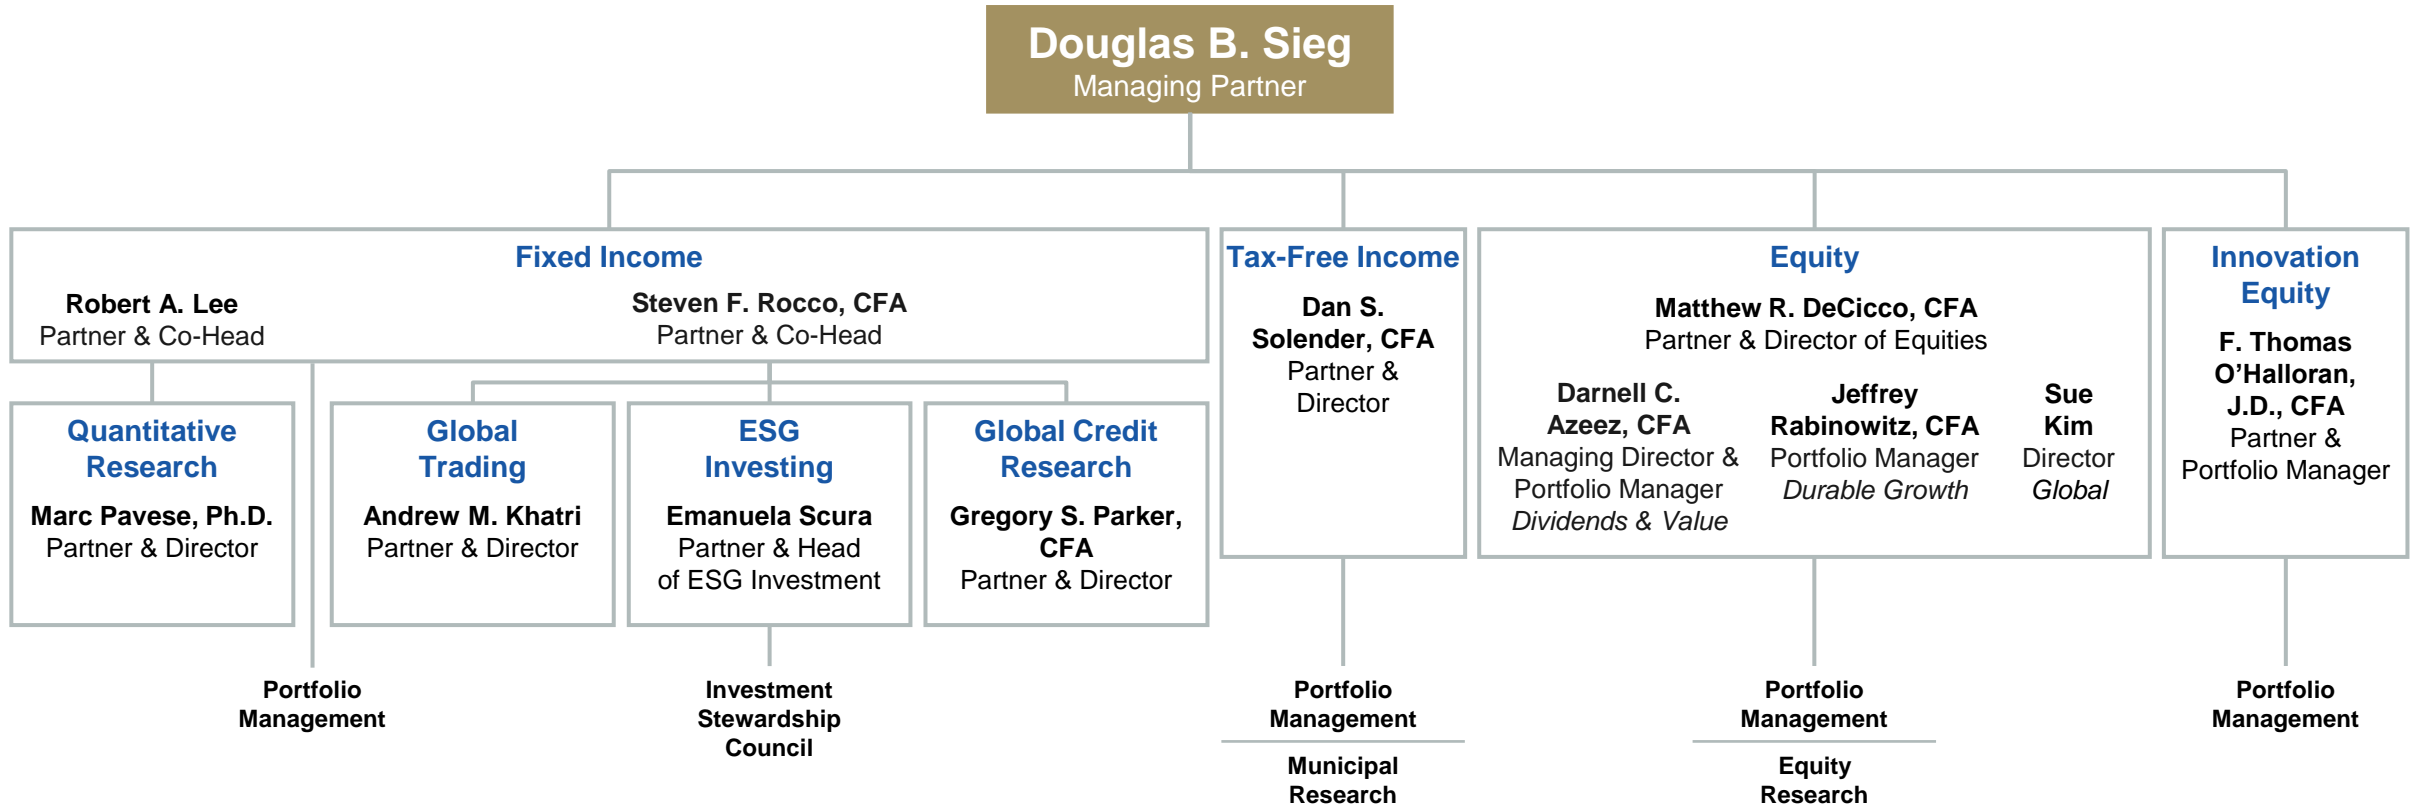 Douglas B. Sieg
Managing Partner
Fixed Income
Robert A. Lee
Partner & Co-Head
Steven F. Rocco, CFA
Partner & Co-Head
Quantitative
Research
Marc Pavese, Ph.D.
Partner & Director
Global
Trading
Andrew M. Khatri
Partner & Director
ESG
Investing
Emanuela Scura
Partner & Head
of ESG Investment
Global Credit
Research
Gregory S. Parker,
CFA
Partner & Director
Portfolio
Management
Investment
Stewardship
Council
Tax-Free Income
Dan S.
Solender, CFA
Partner &
Director
Portfolio
Management
Municipal
Research
Equity
Matthew R. DeCicco, CFA
Partner & Director of Equities
Darnell C.
Azeez, CFA
Managing Director &
Portfolio Manager
Dividends & Value
Jeffrey
Rabinowitz, CFA
Portfolio Manager
Durable Growth
Sue
Kim
Director
Global
Portfolio
Management
Equity
Research
Innovation
Equity
F. Thomas
O’Halloran,
J.D., CFA
Partner &
Portfolio Manager
Portfolio
Management